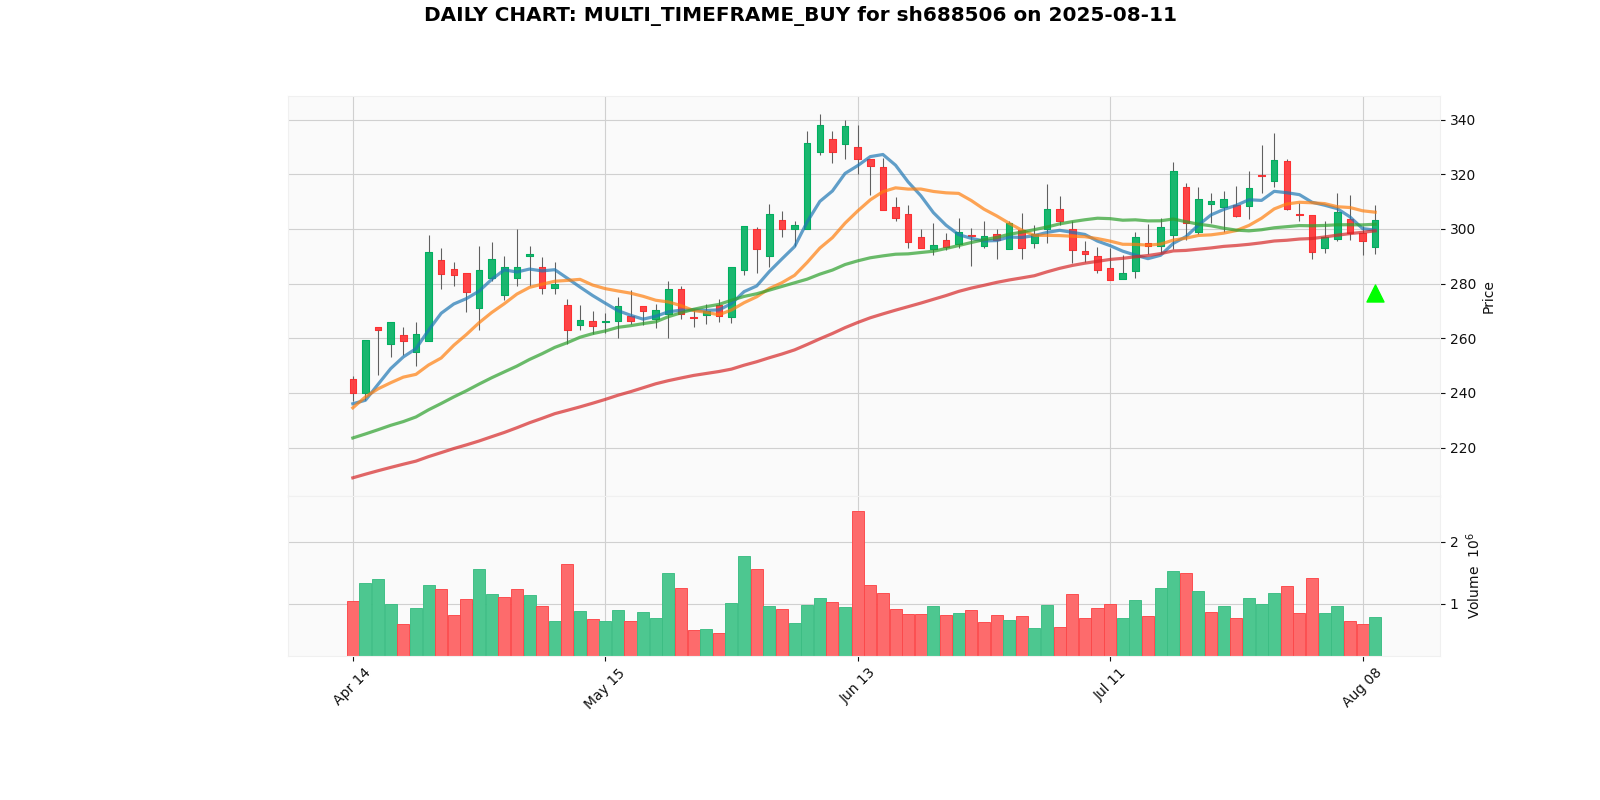 DAILY CHART: MULTI_TIMEFRAME_BUY for sh688506 on 2025-08-11
340
320
300
280
260
240
220
Price
2
1
Volume 10⁶
Apr 14
May 15
Jun 13
Jul 11
Aug 08